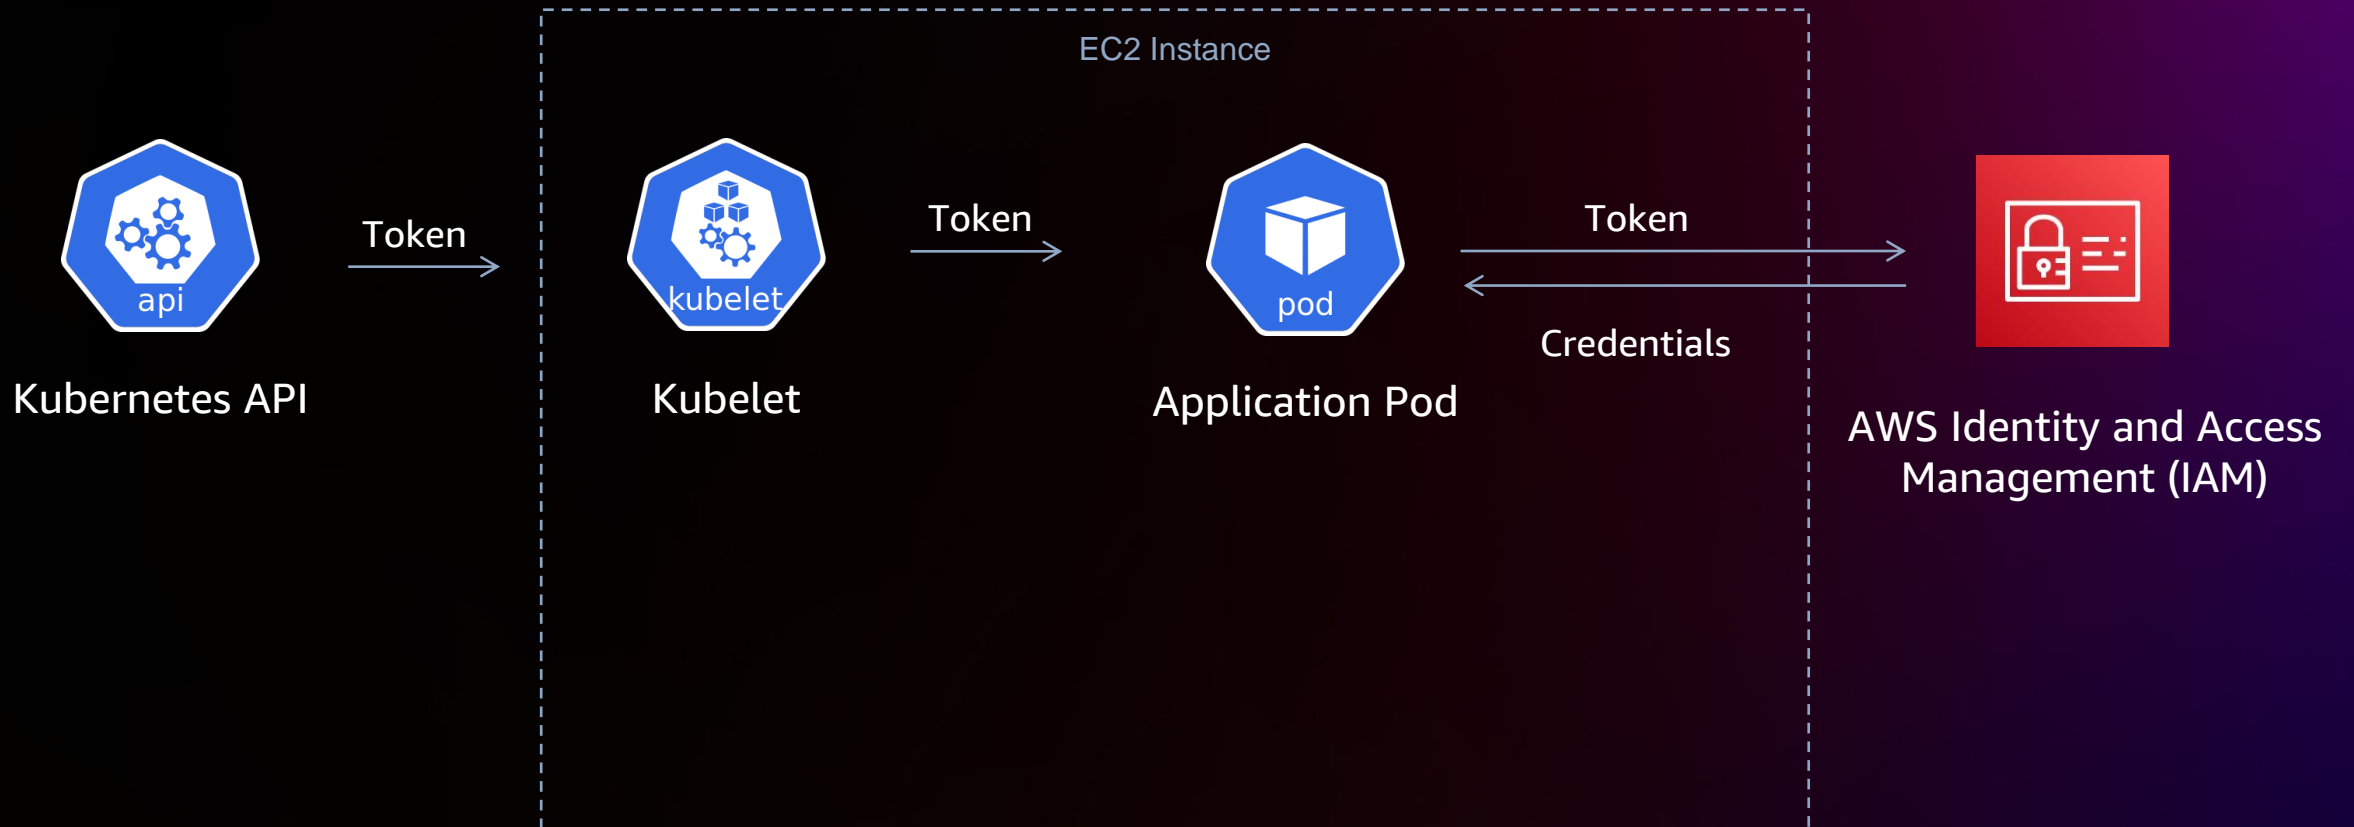 EC2 Instance
api
Token
kubelet
Token
pod
Token
Credentials
Kubernetes API
Kubelet
Application Pod
AWS Identity and Access
Management (IAM)